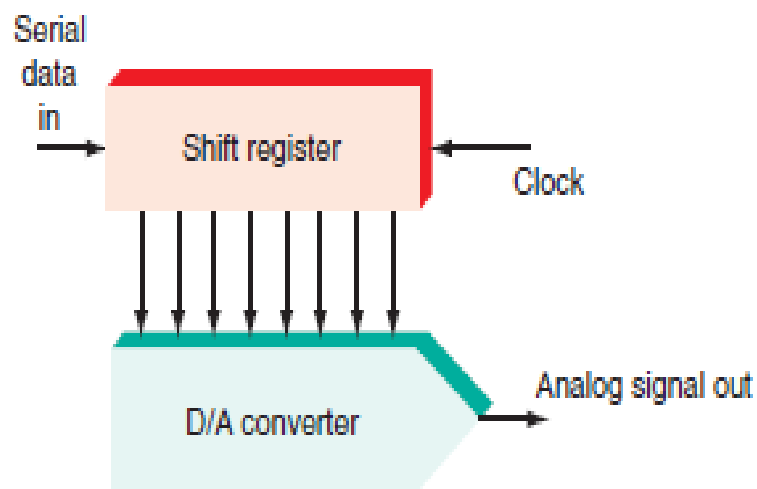 Serial
data
in
Shift register
Clock
D/A converter
Analog signal out